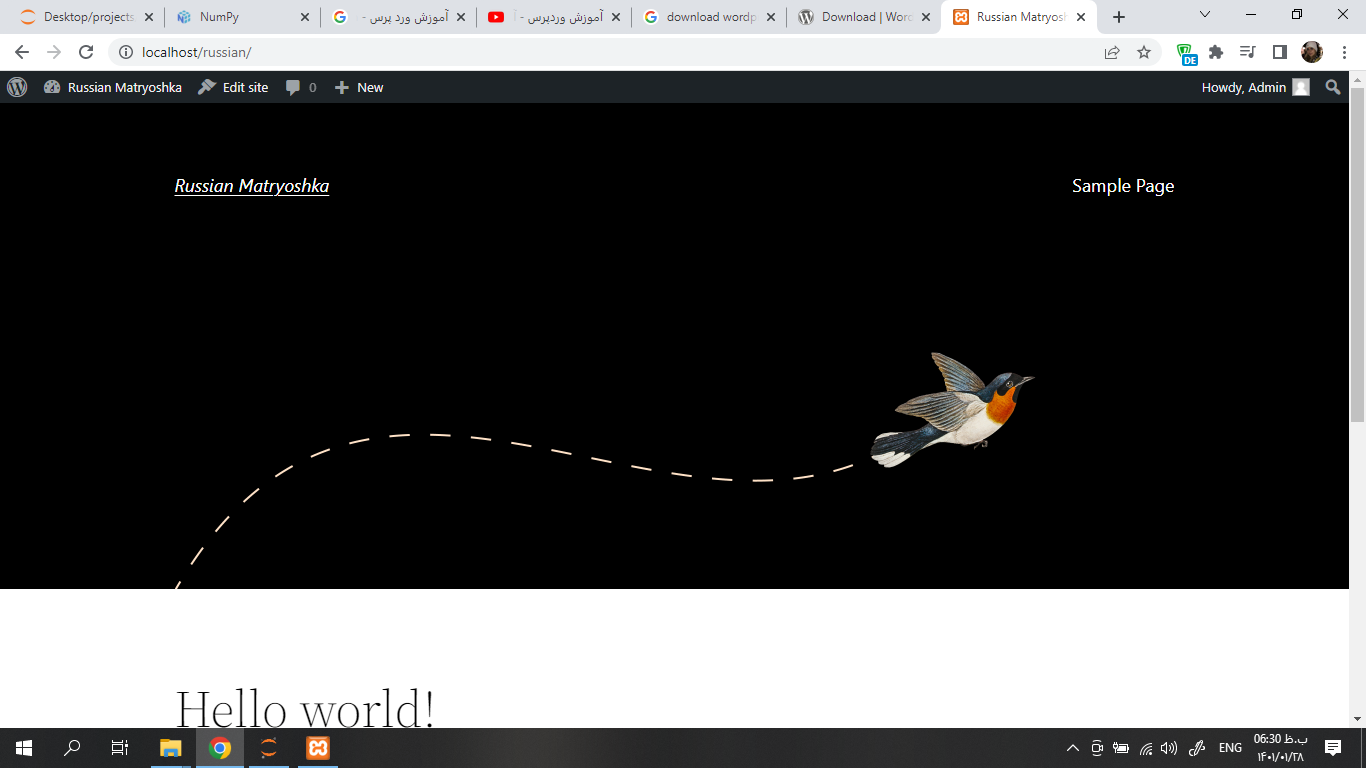 Desktop/projects
NumPy
آموزش ورد پرس -
آموزش وردپرس - آ
download wordp
Download | Word
Russian Matryosh
localhost/russian/
DE
Russian Matryoshka
Edit site
0
New
Howdy, Admin
Russian Matryoshka
Sample Page
Hello world!
ENG
06:30 ب.ظ
۱۴۰۱/۰۱/۲۸